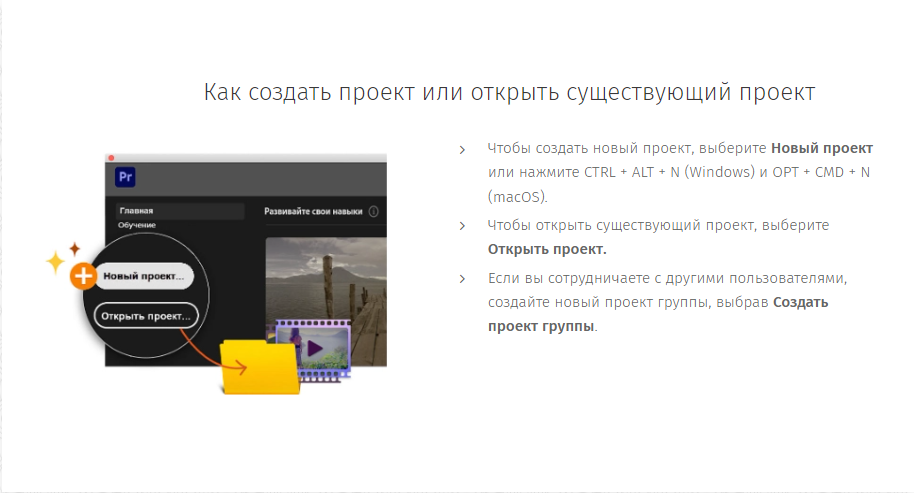 Как создать проект или открыть существующий проект
Pr
Главная
Обучение
Развивайте свои навыки
Новый проект...
Открыть проект...
Чтобы создать новый проект, выберите Новый проект
или нажмите CTRL + ALT + N (Windows) и OPT + CMD + N
(macOS).
Чтобы открыть существующий проект, выберите
Открыть проект.
Если вы сотрудничаете с другими пользователями,
создайте новый проект группы, выбрав Создать
проект группы.